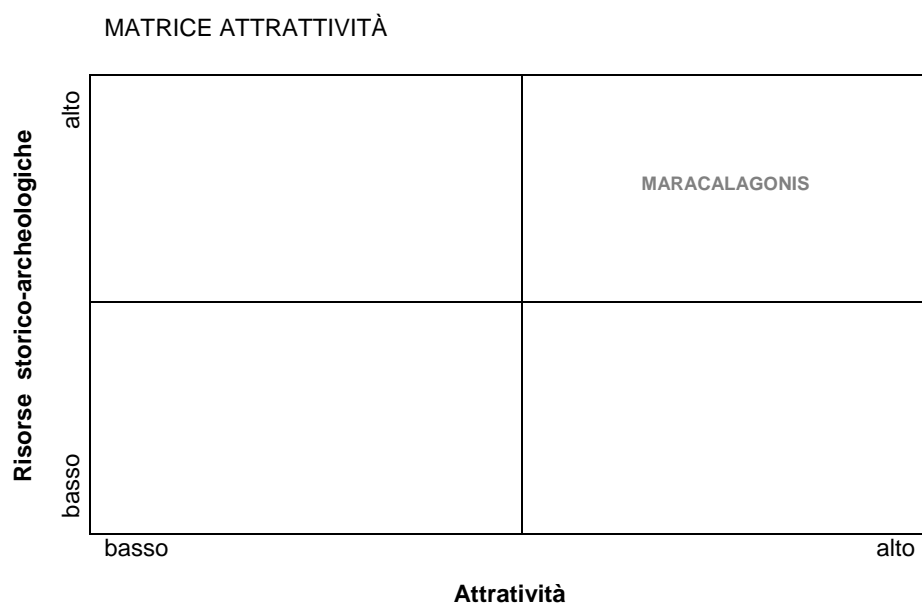 MATRICE ATTRATTIVITÀ
alto
Risorse storico-archeologiche
MARACALAGONIS
basso
basso
alto
Attratività